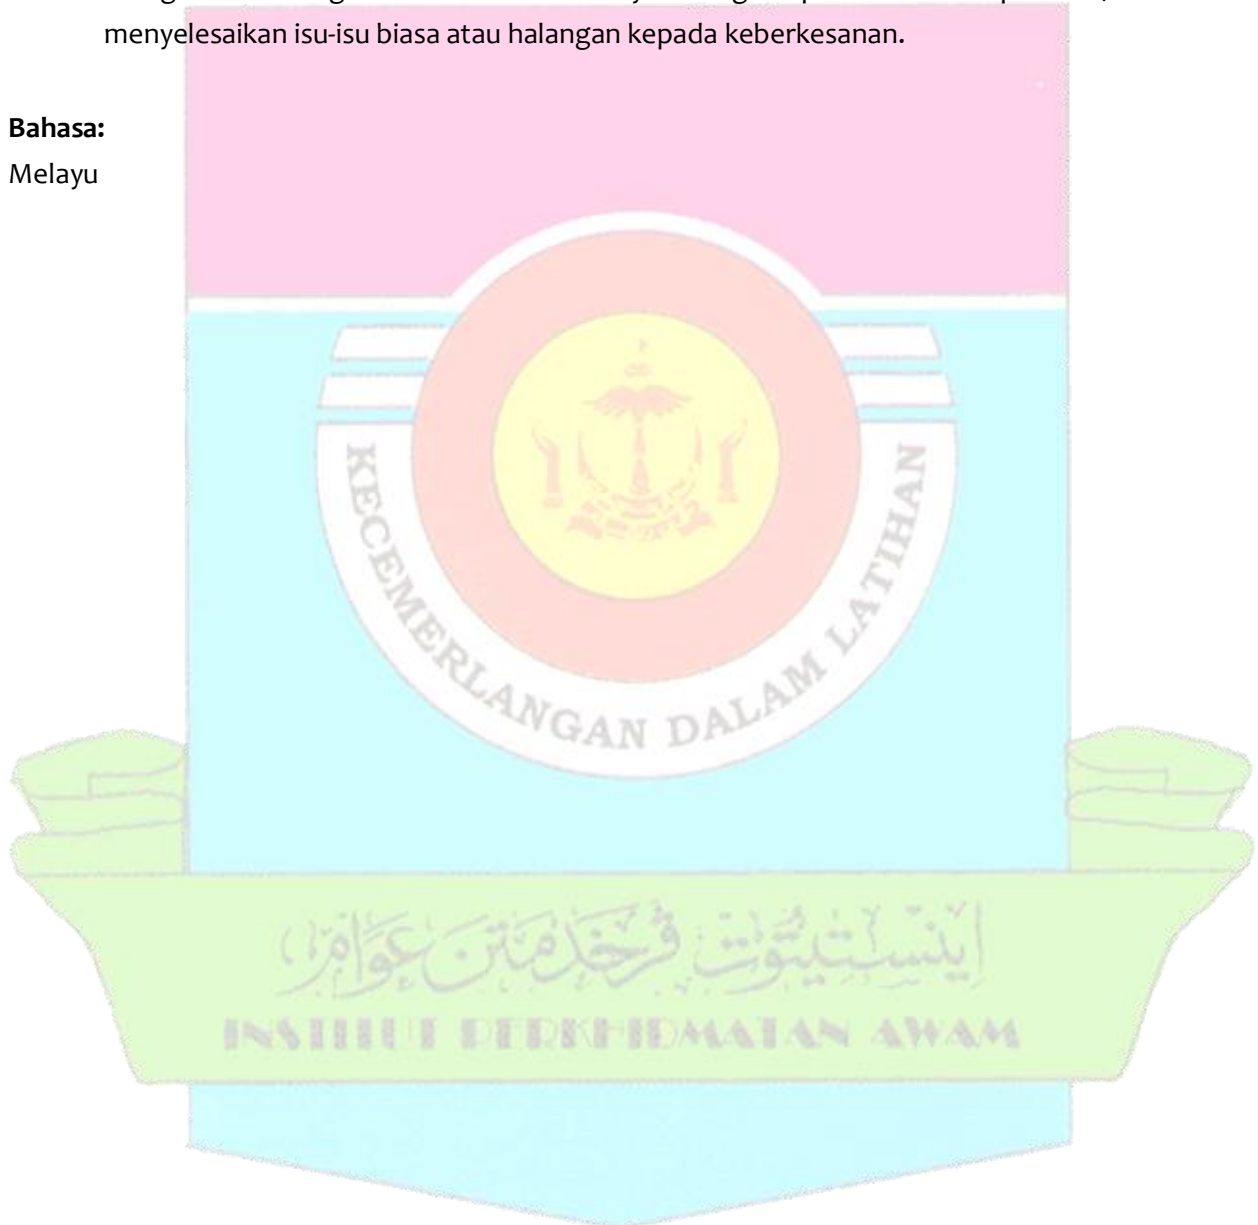 menyelesaikan isu-isu biasa atau halangan kepada keberkesanan.
Bahasa:
Melayu
KECEMERLANGAN DALAM LATIHAN
اينستيتوت ڤرخدمتن عوام
INSTITUT PERKHIDMATAN AWAM